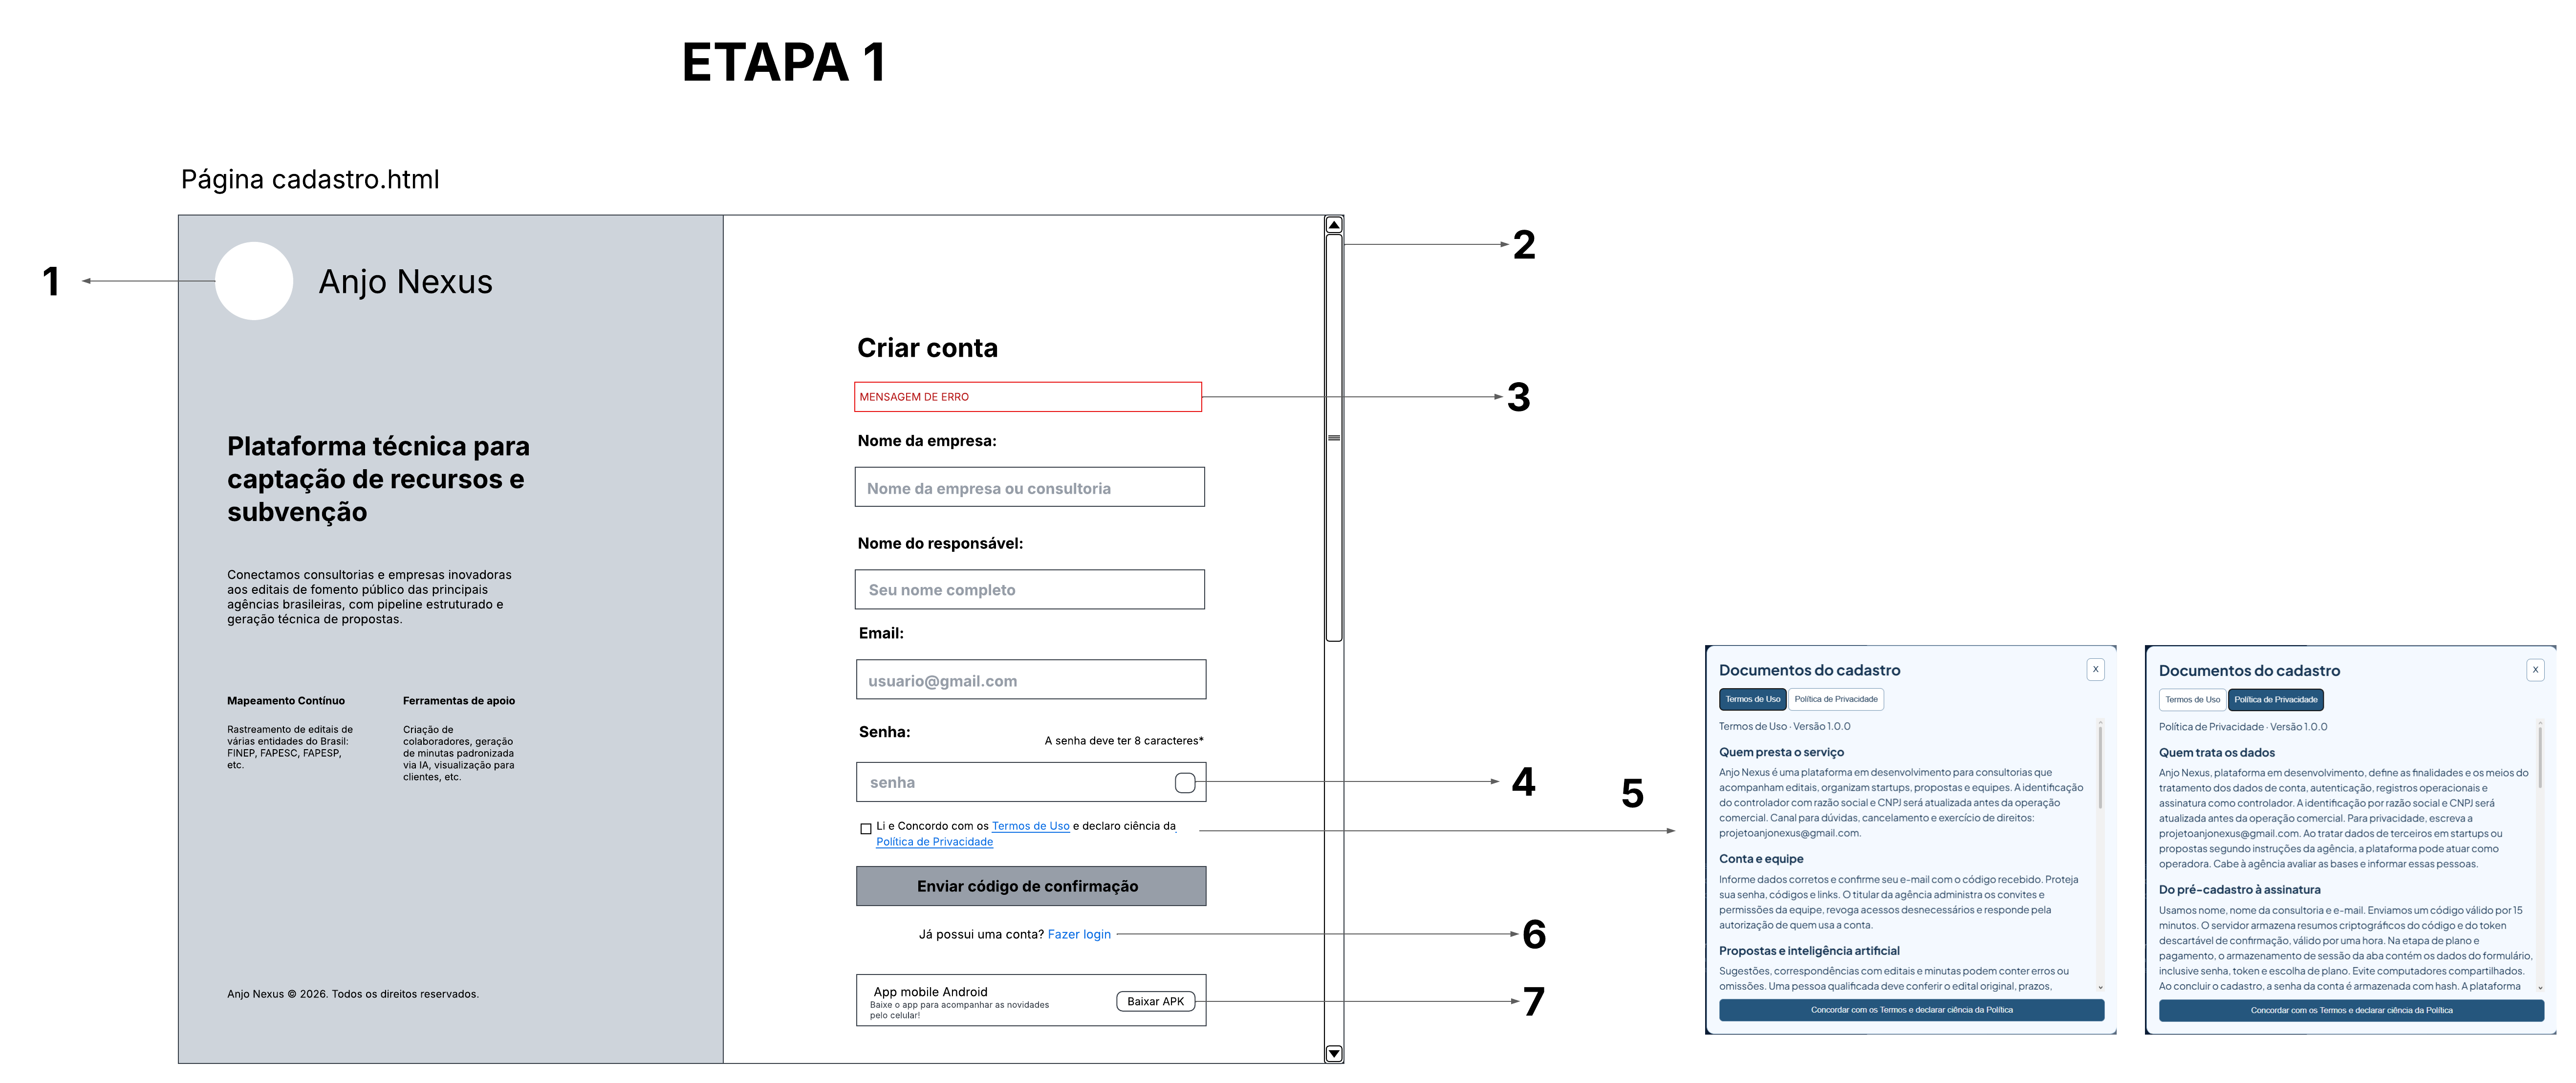 ETAPA 1
Página cadastro.html
1
Anjo Nexus
Plataforma técnica para
captação de recursos e
subvenção
Conectamos consultorias e empresas inovadoras
aos editais de fomento público das principais
agências brasileiras, com pipeline estruturado e
geração técnica de propostas.
Mapeamento Contínuo
Rastreamento de editais de
várias entidades do Brasil:
FINEP, FAPESC, FAPESP,
etc.
Ferramentas de apoio
Criação de
colaboradores, geração
de minutas padronizada
via IA, visualização para
clientes, etc.
Anjo Nexus © 2026. Todos os direitos reservados.
2
Criar conta
MENSAGEM DE ERRO
3
Nome da empresa:
Nome da empresa ou consultoria
Nome do responsável:
Seu nome completo
Email:
usuario@gmail.com
Senha:
A senha deve ter 8 caracteres*
senha
4
Li e Concordo com os Termos de Uso e declaro ciência da
Política de Privacidade
5
Enviar código de confirmação
Já possui uma conta? Fazer login
6
App mobile Android
Baixe o app para acompanhar as novidades
pelo celular!
Baixar APK
7
Documentos do cadastro
X
Termos de Uso
Política de Privacidade
Termos de Uso · Versão 1.0.0
Quem presta o serviço
Anjo Nexus é uma plataforma em desenvolvimento para consultorias que
acompanham editais, organizam startups, propostas e equipes. A identificação
do controlador com razão social e CNPJ será atualizada antes da operação
comercial. Canal para dúvidas, cancelamento e exercício de direitos:
projetoanjonexus@gmail.com.
Conta e equipe
Informe dados corretos e confirme seu e-mail com o código recebido. Proteja
sua senha, códigos e links. O titular da agência administra os convites e
permissões da equipe, revoga acessos desnecessários e responde pela
autorização de quem usa a conta.
Propostas e inteligência artificial
Sugestões, correspondências com editais e minutas podem conter erros ou
omissões. Uma pessoa qualificada deve conferir o edital original, prazos,
Concordar com os Termos e declarar ciência da Política
Documentos do cadastro
X
Termos de Uso
Política de Privacidade
Política de Privacidade · Versão 1.0.0
Quem trata os dados
Anjo Nexus, plataforma em desenvolvimento, define as finalidades e os meios do
tratamento dos dados de conta, autenticação, registros operacionais e
assinatura como controlador. A identificação por razão social e CNPJ será
atualizada antes da operação comercial. Para privacidade, escreva a
projetoanjonexus@gmail.com. Ao tratar dados de terceiros em startups ou
propostas segundo instruções da agência, a plataforma pode atuar como
operadora. Cabe à agência avaliar as bases e informar essas pessoas.
Do pré-cadastro à assinatura
Usamos nome, nome da consultoria e e-mail. Enviamos um código válido por 15
minutos. O servidor armazena resumos criptográficos do código e do token
descartável de confirmação, válido por uma hora. Na etapa de plano e
pagamento, o armazenamento de sessão da aba contém os dados do formulário,
inclusive senha, token e escolha de plano. Evite computadores compartilhados.
Ao concluir o cadastro, a senha da conta é armazenada com hash. A plataforma
Concordar com os Termos e declarar ciência da Política